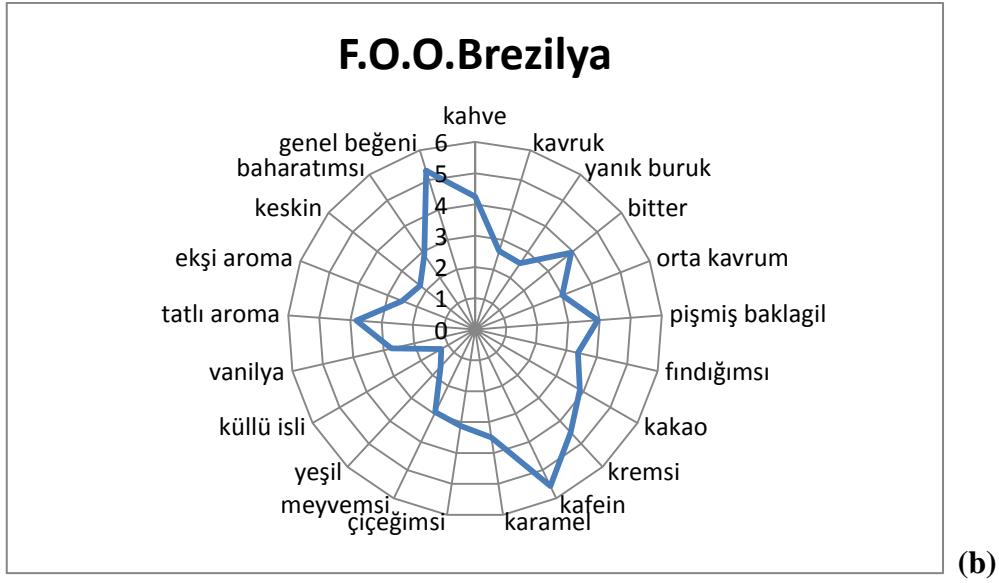 F.O.O.Brezilya
kahve
kavruk
yanık buruk
bitter
orta kavrum
pişmiş baklagil
fındığımsı
kakao
kremsi
kafein
karamel
çiçeğimsi
meyvemsi
yeşil
küllü isli
vanilya
tatlı aroma
ekşi aroma
keskin
baharatımsı
genel beğeni
6
5
4
3
2
1
0
(b)